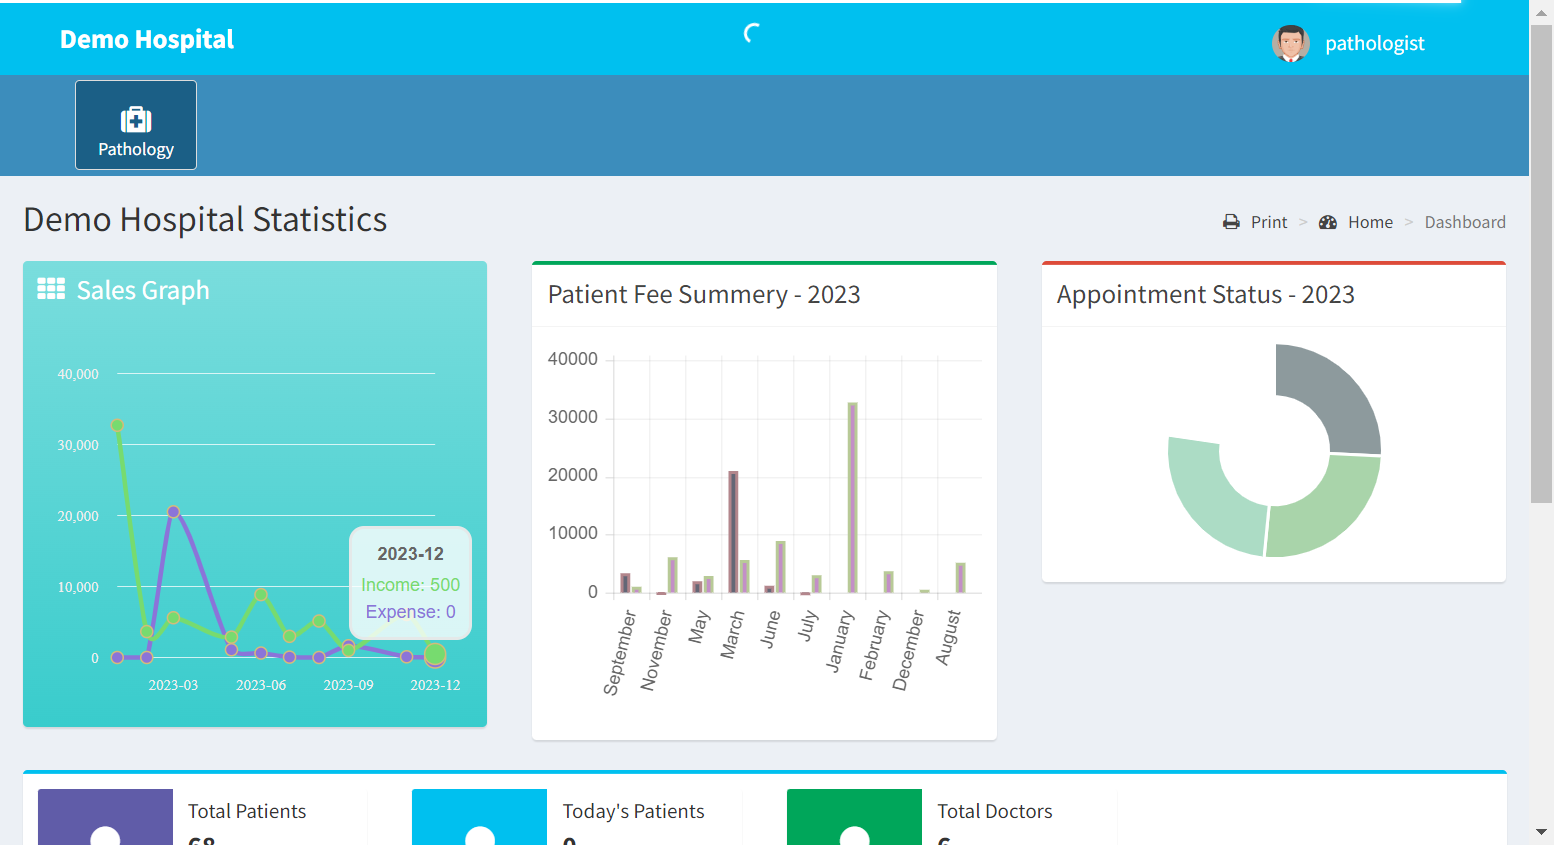 Demo Hospital
pathologist
Pathology
Demo Hospital Statistics
Print > Home > Dashboard
Sales Graph
40,000
30,000
20,000
10,000
0
2023-12
Income: 500
Expense: 0
2023-03
2023-06
2023-09
2023-12
Patient Fee Summery - 2023
40000
30000
20000
10000
0
September
November
May
March
June
July
January
February
December
August
Appointment Status - 2023
Total Patients
68
Today's Patients
0
Total Doctors
6